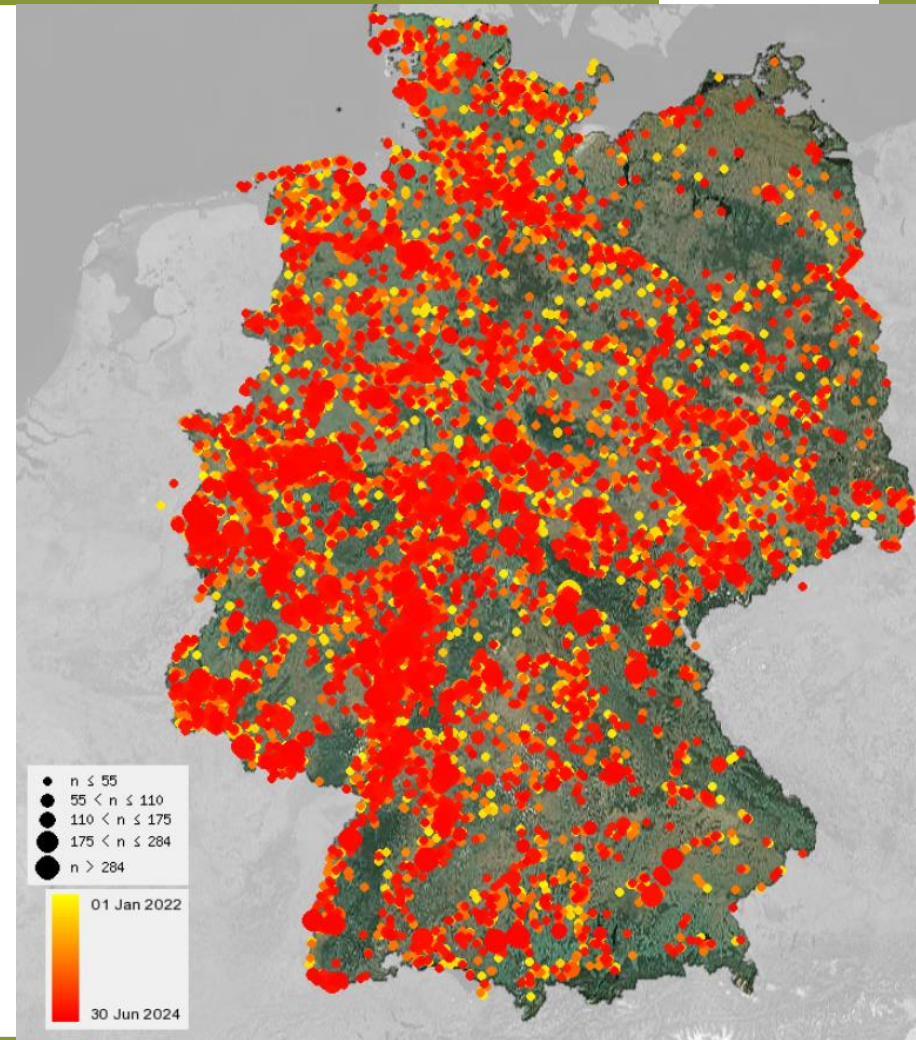 n ≤ 55
55 < n ≤ 110
110 < n ≤ 175
175 < n ≤ 284
n > 284
01 Jan 2022
30 Jun 2024